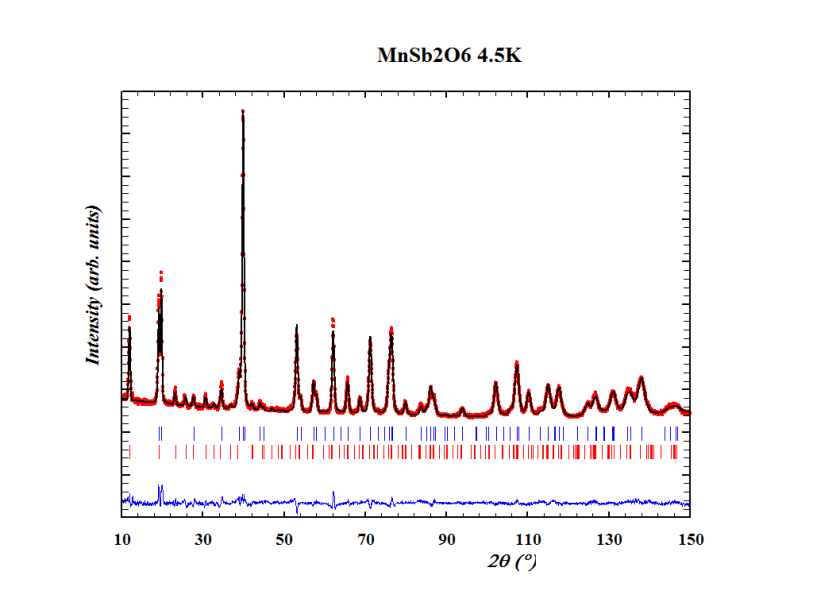 MnSb2O6 4.5K
Intensity (arb. units)
10 30 50 70 90 110 130 150
2θ (°)